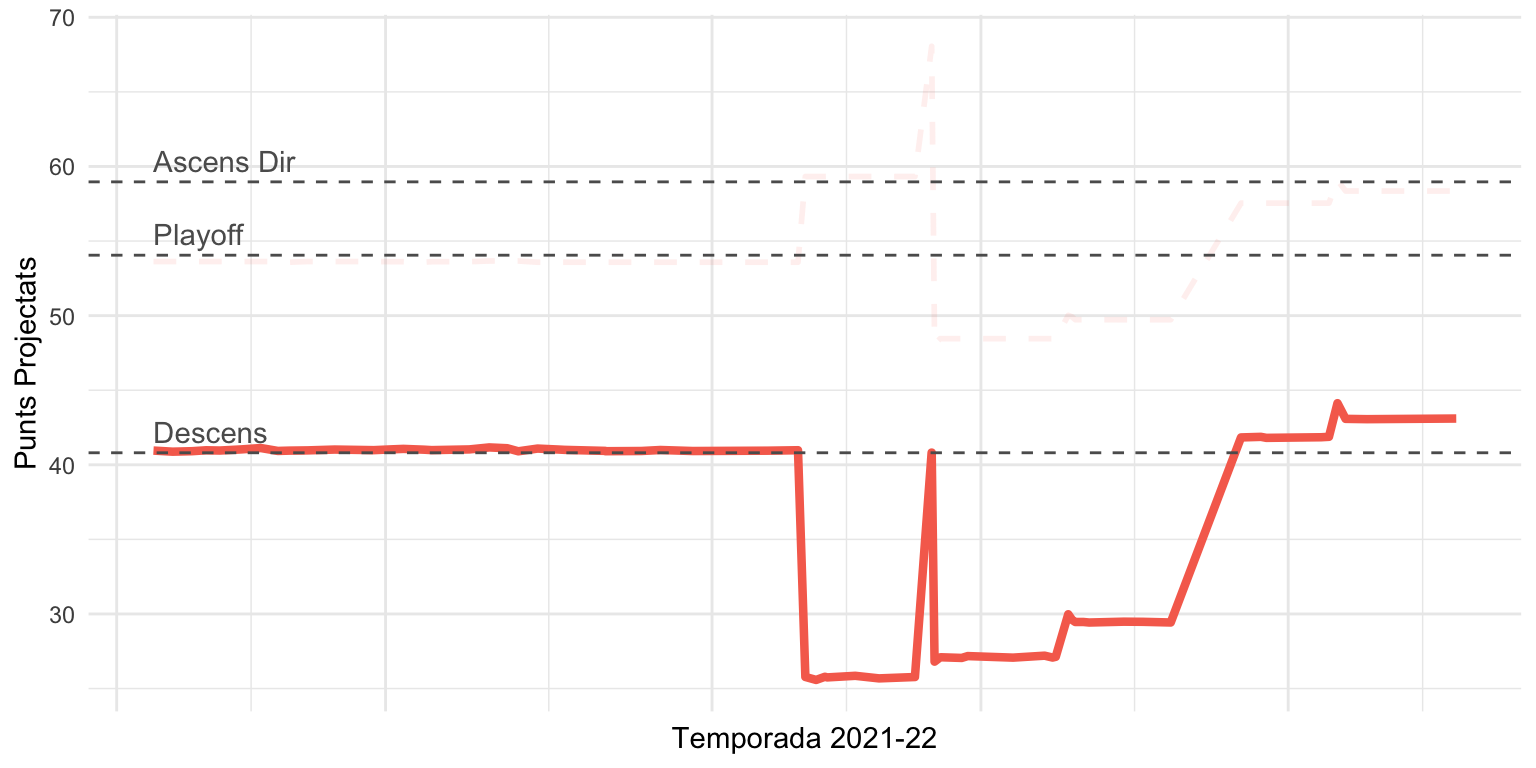 70
60
50
40
30
Punts Projectats
Ascens Dir
Playoff
Descens
Temporada 2021-22